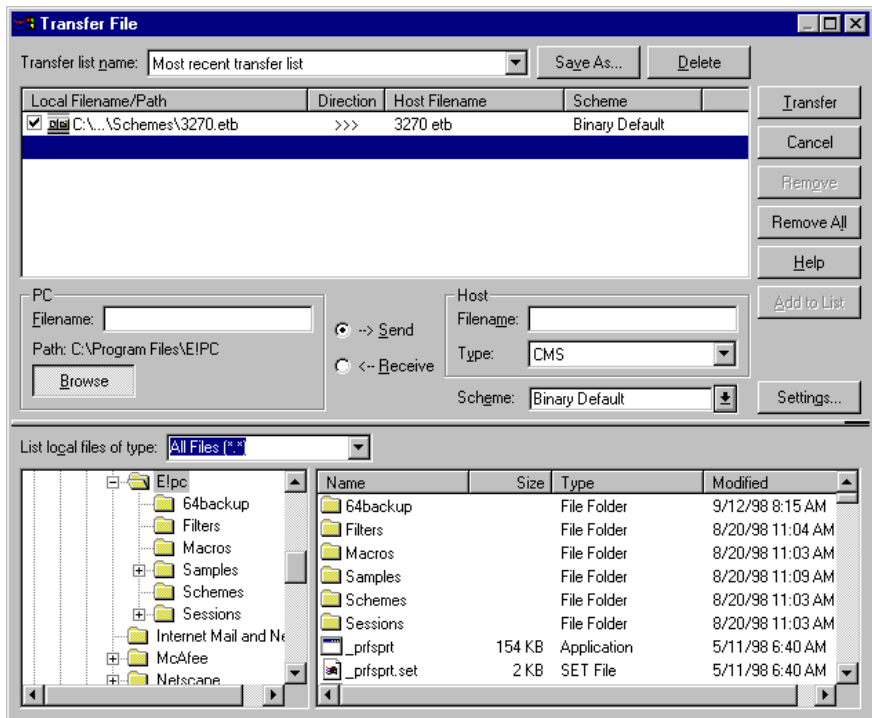 Transfer File
Transfer list name: Most recent transfer list Save As... Delete
Local Filename/Path Direction Host Filename Scheme
C:\...\Schemes\3270.etb >>> 3270 etb Binary Default
Transfer
Cancel
Remove
Remove All
Help
Add to List
PC
Filename:
Path: C:\Program Files\E!PC
Browse
--> Send
<-- Receive
Host
Filename:
Type: CMS
Scheme: Binary Default Settings...
List local files of type: All Files (*.*)
E!pc
64backup
Filters
Macros
Samples
Schemes
Sessions
Internet Mail and Ne
McAfee
Netscape
Name Size Type Modified
64backup File Folder 9/12/98 8:15 AM
Filters File Folder 8/20/98 11:04 AM
Macros File Folder 8/20/98 11:03 AM
Samples File Folder 8/20/98 11:09 AM
Schemes File Folder 8/20/98 11:03 AM
Sessions File Folder 8/20/98 11:03 AM
_prfsprt 154 KB Application 5/11/98 6:40 AM
_prfsprt.set 2 KB SET File 5/11/98 6:40 AM